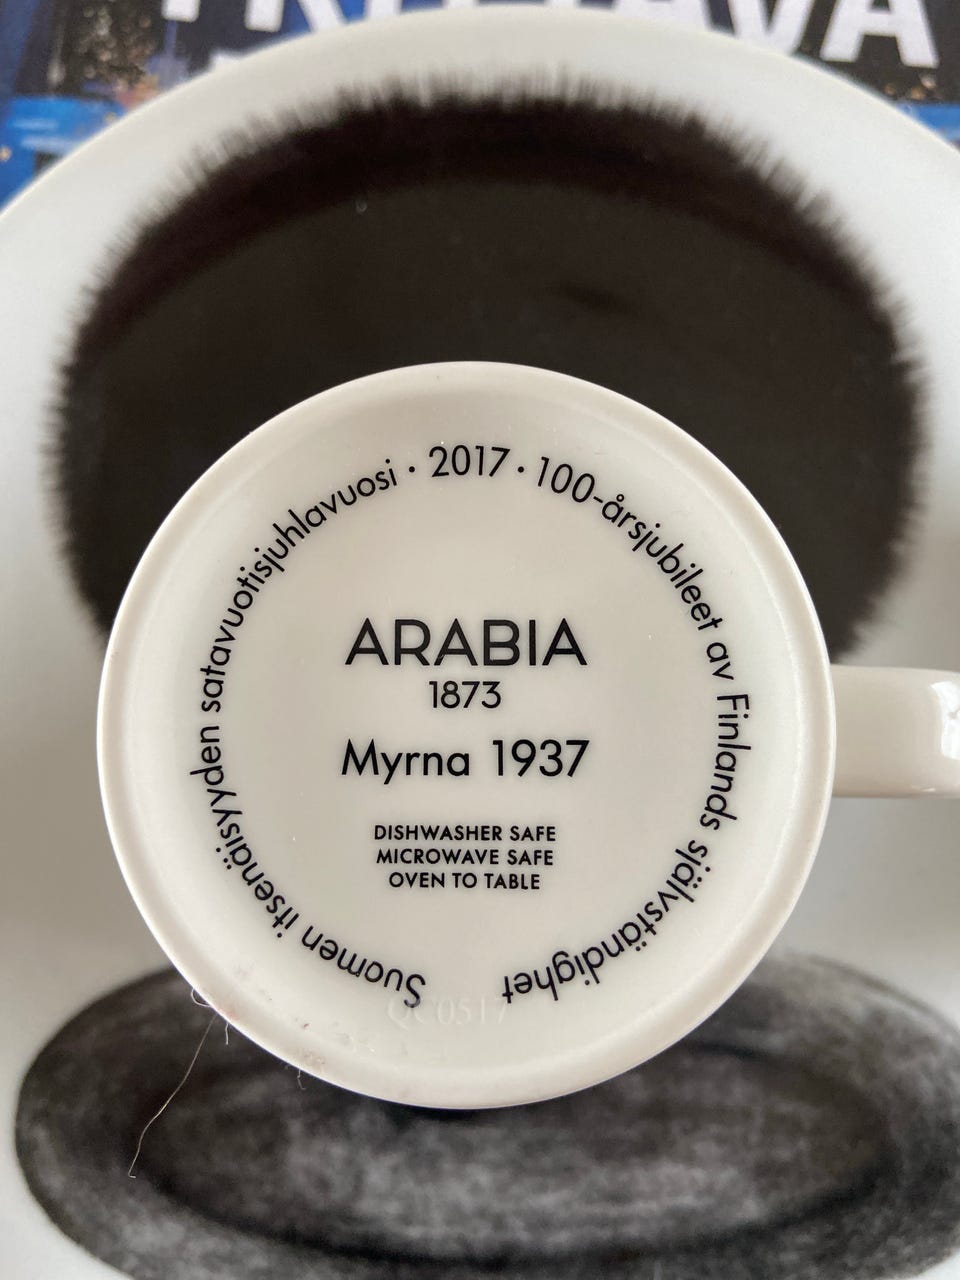 Suomen itsenäisyyden satavuotisjuhlavuosi · 2017 · 100-årsjubileet av Finlands självständighet
ARABIA
1873
Myrna 1937
DISHWASHER SAFE
MICROWAVE SAFE
OVEN TO TABLE
QC0517